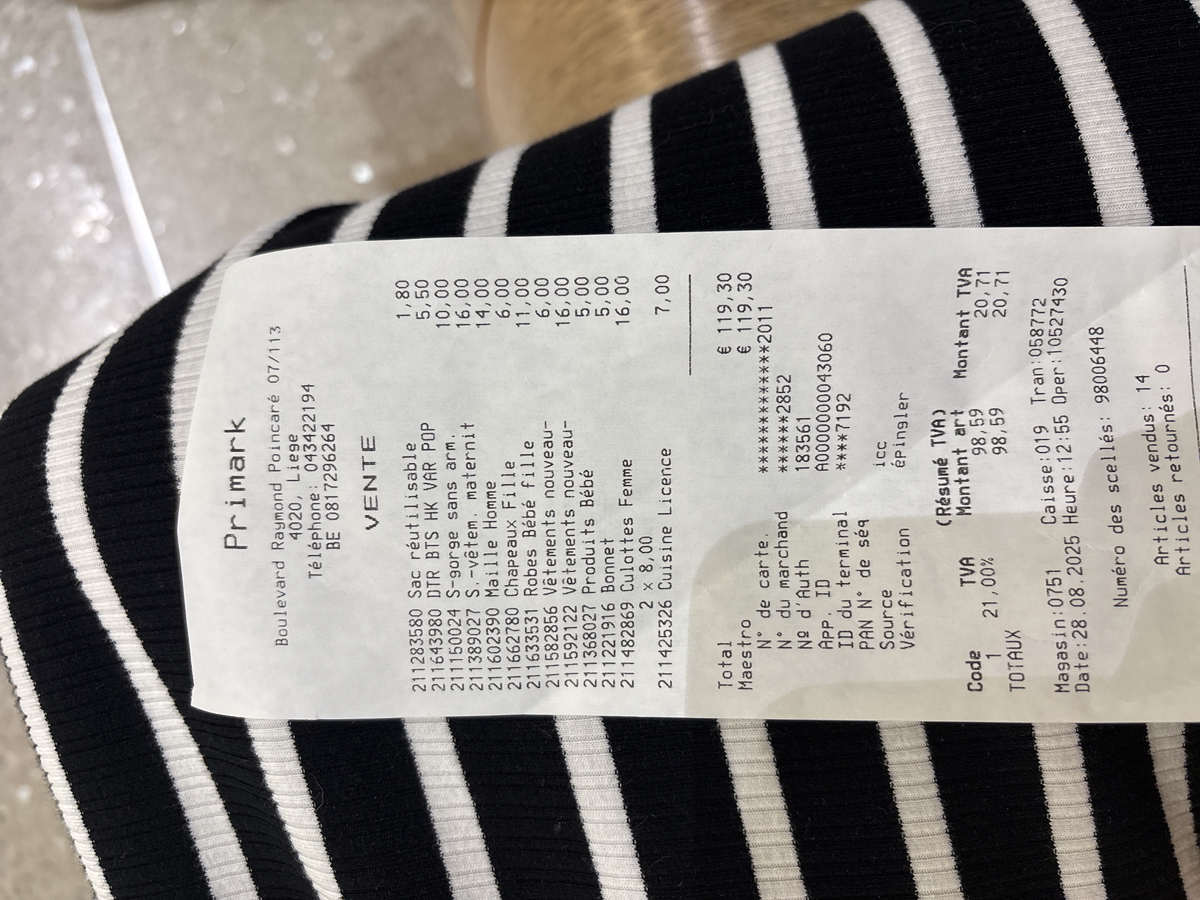 Primark
Boulevard Raymond Poincaré 07/113
4020, Liege
Téléphone: 043422194
BE 0817296264
VENTE
211283580 Sac réutilisable 1,80
211643980 DTR BTS HK VAR POP 5,50
211150024 S-gorge sans arm. 10,00
211389027 S.-vêtem. maternit 16,00
211602390 Maille Homme 14,00
211662780 Chapeaux Fille 6,00
211633531 Robes Bébé fille 11,00
211582856 Vêtements nouveau- 6,00
211592122 Vêtements nouveau- 16,00
211368027 Produits Bébé 5,00
211221916 Bonnet 5,00
211482869 Culottes Femme 16,00
2 x 8,00
211425326 Cuisine Licence 7,00
Total € 119,30
Maestro € 119,30
N° de carte. ***************2011
N° du marchand ******2852
Nº d'Auth 183561
APP. ID A0000000043060
ID du terminal ****7192
PAN N° de séq
Source icc
Vérification épingler
(Résumé TVA)
Code TVA Montant art Montant TVA
1 21,00% 98,59 20,71
TOTAUX 98,59 20,71
Magasin:0751 Caisse:019 Tran:058772
Date:28.08.2025 Heure:12:55 Oper:10527430
Numéro des scellés: 98006448
Articles vendus: 14
Articles retournés: 0